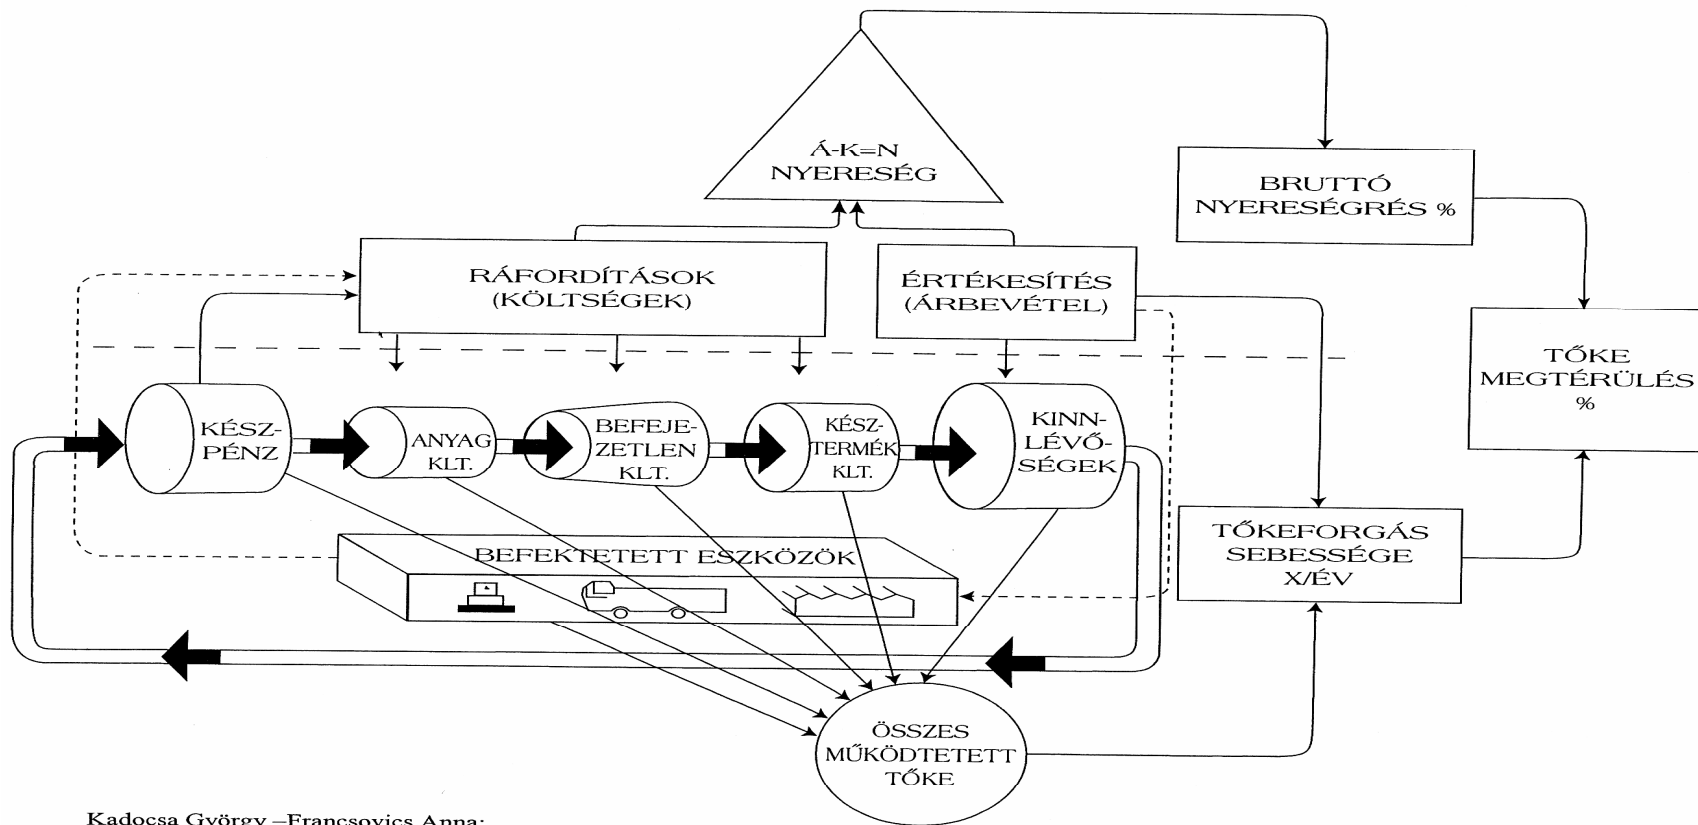 Á-K=N
NYERESÉG
BRUTTÓ
NYERESÉGRÉS %
RÁFORDÍTÁSOK
(KÖLTSÉGEK)
ÉRTÉKESÍTÉS
(ÁRBEVÉTEL)
TŐKE
MEGTÉRÜLÉS
%
KÉSZ-
PÉNZ
ANYAG
KLT.
BEFEJE-
ZETLEN
KLT.
KÉSZ-
TERMÉK
KLT.
KINN-
LÉVŐ-
SÉGEK
TŐKEFORGÁS
SEBESSÉGE
X/ÉV
BEFEKTETETT ESZKÖZÖK
ÖSSZES
MŰKÖDTETETT
TŐKE
Kadocsa György –Francsovics Anna: